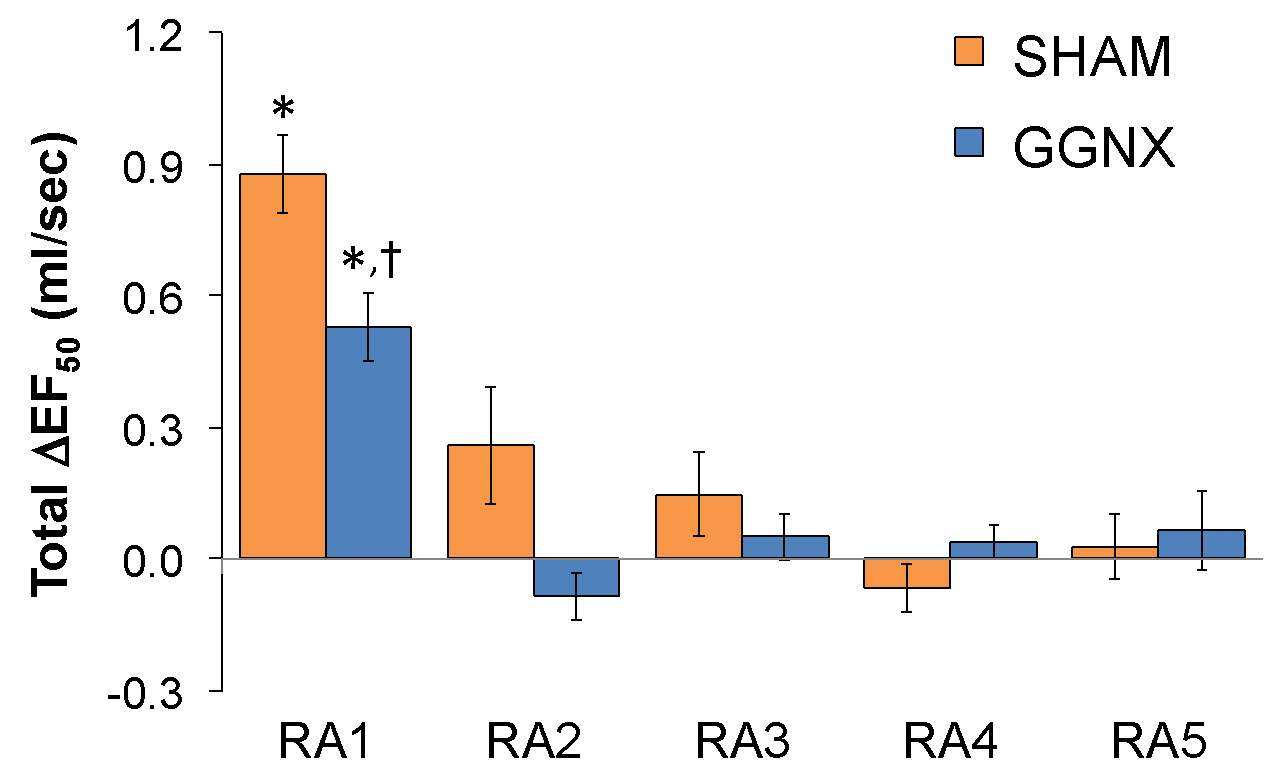 Total ΔEF50 (ml/sec)
1.2
0.9
0.6
0.3
0.0
-0.3
SHAM
GGNX
*
*,†
RA1 RA2 RA3 RA4 RA5